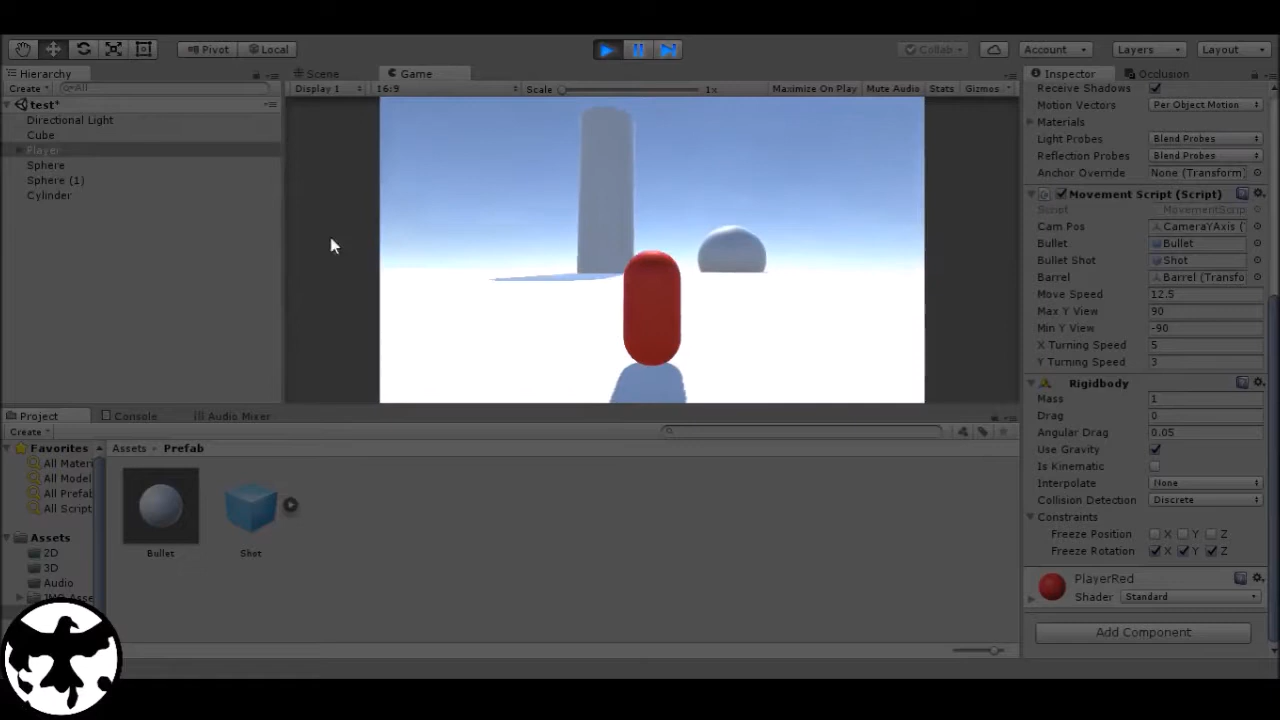 Pivot Local Collab Account Layers Layout
Hierarchy Scene Game Inspector Occlusion
Create All Display 1 16:9 Scale 1x Maximize On Play Mute Audio Stats Gizmos
Receive Shadows
test*
Motion Vectors Per Object Motion
Directional Light
Materials
Cube
Light Probes Blend Probes
Player
Reflection Probes Blend Probes
Sphere
Anchor Override None (Transform)
Sphere (1)
Cylinder
Movement Script (Script)
Script MovementScrip
Cam Pos CameraYAxis (
Bullet Bullet
Bullet Shot Shot
Barrel Barrel (Transfo
Move Speed 12.5
Max Y View 90
Min Y View -90
X Turning Speed 5
Y Turning Speed 3
Rigidbody
Mass 1
Drag 0
Angular Drag 0.05
Use Gravity
Is Kinematic
Interpolate None
Collision Detection Discrete
Constraints
Freeze Position X Y Z
Freeze Rotation X Y Z
PlayerRed
Shader Standard
Add Component
Project Console Audio Mixer
Create
Favorites Assets Prefab
All Materi
All Model
All Prefab
All Script
Assets
2D
3D
Audio
Bullet Shot